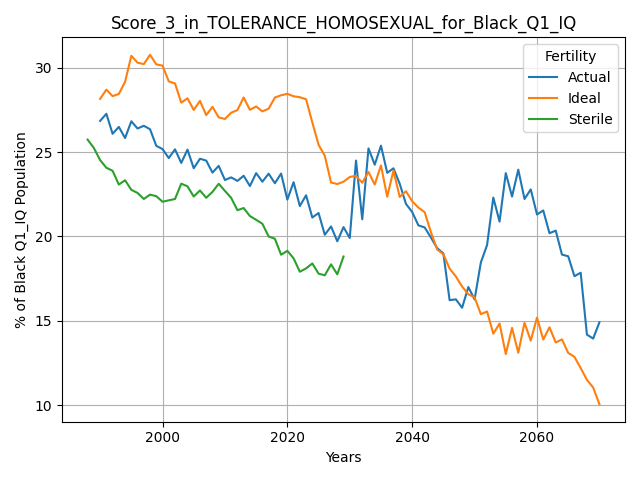 Score_3_in_TOLERANCE_HOMOSEXUAL_for_Black_Q1_IQ
Fertility
Actual
Ideal
Sterile
% of Black Q1_IQ Population
30
25
20
15
10
2000 2020 2040 2060
Years